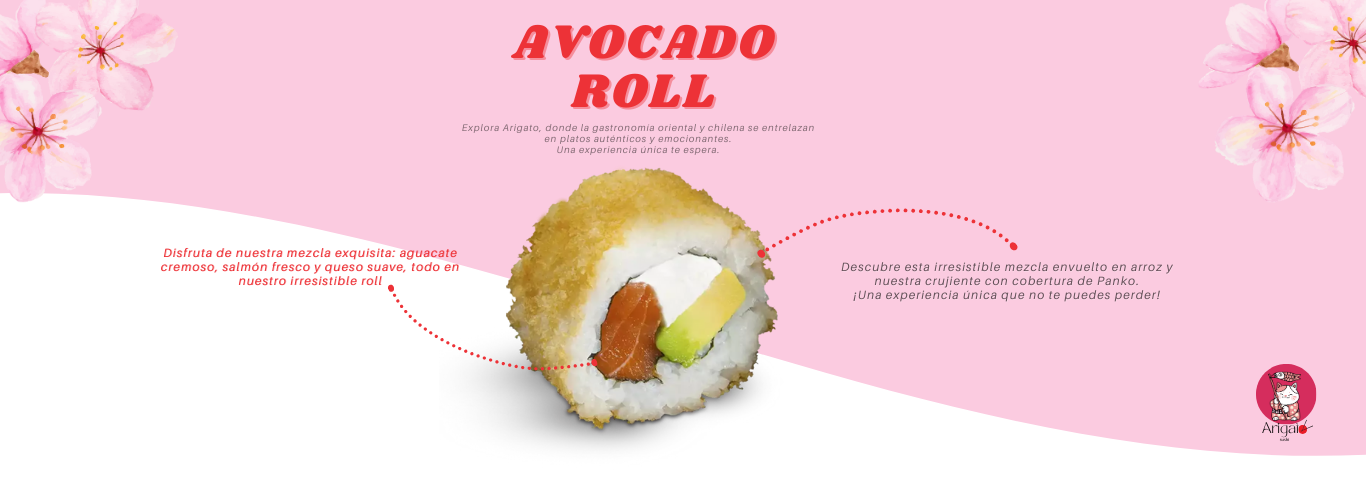 AVOCADO
ROLL
Explora Arigato, donde la gastronomía oriental y chilena se entrelazan
en platos auténticos y emocionantes.
Una experiencia única te espera.
Disfruta de nuestra mezcla exquisita: aguacate
cremoso, salmón fresco y queso suave, todo en
nuestro irresistible roll
Descubre esta irresistible mezcla envuelto en arroz y
nuestra crujiente con cobertura de Panko.
¡Una experiencia única que no te puedes perder!
Arigato